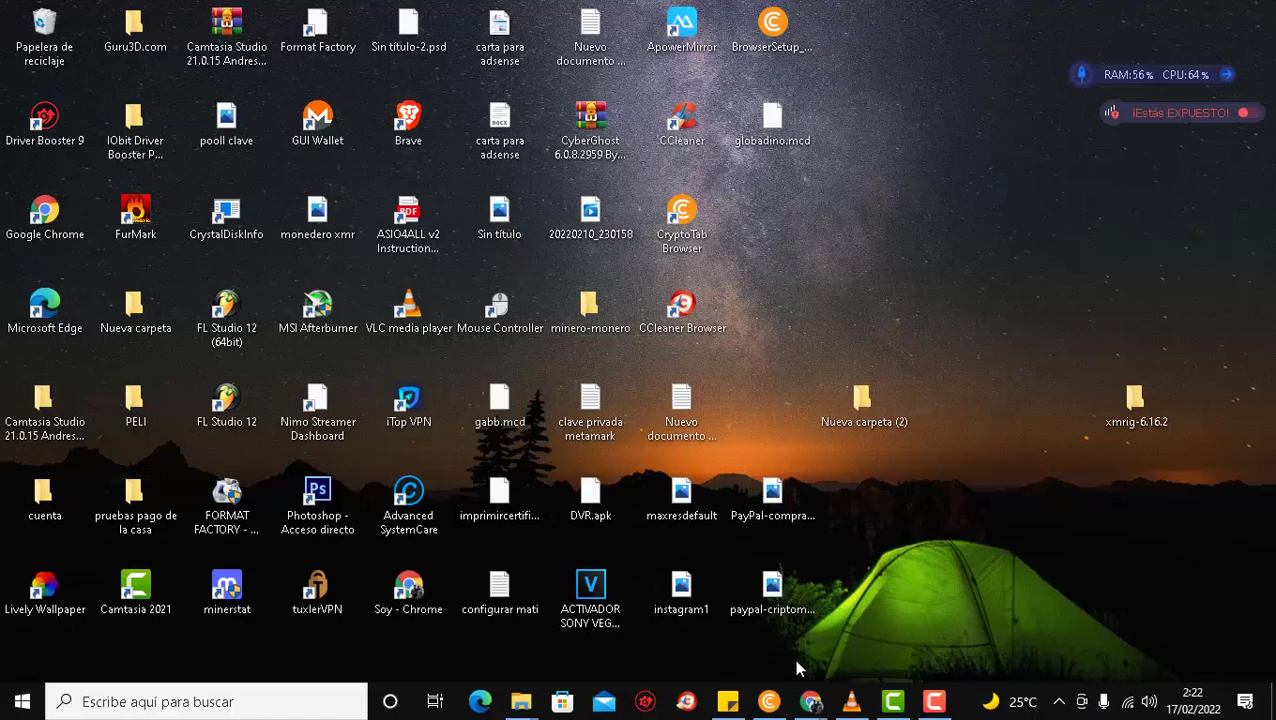 Papelera de
reciclaje
Guru3D.com
Camtasia Studio
21.0.15 Andres...
Format Factory
Sin título-2.psd
carta para
adsense
Nuevo
documento ...
ApowerMirror
BrowserSetup_...
CPU:
¡Estás EXPUESTO!
Driver Booster 9
IObit Driver
Booster P...
pooll clave
GUI Wallet
Brave
DOCX
carta para
adsense
CyberGhost
6.0.8.2959 By...
CCleaner
globadino.mcd
Google Chrome
FurMark
CrystalDiskInfo
monedero xmr
PDF
ASIO4ALL v2
Instruction...
Sin título
20220210_230158
CryptoTab
Browser
Microsoft Edge
Nueva carpeta
FL Studio 12
(64bit)
MSI Afterburner
VLC media player
Mouse Controller
minero-monero
CCleaner Browser
Camtasia Studio
21.0.15 Andres...
PELI
FL Studio 12
Nimo Streamer
Dashboard
iTop VPN
gabb.mcd
clave privada
metamark
Nuevo
documento ...
Nueva carpeta (2)
xmrig-6.16.2
cuenta
pruebas pago de
la casa
FORMAT
FACTORY - ...
Ps
Photoshop -
Acceso directo
Advanced
SystemCare
imprimircertifi...
DVR.apk
maxresdefault
PayPal-compra...
Lively Wallpaper
Camtasia 2021
minerstat
tuxlerVPN
Soy - Chrome
configurar mati
V
ACTIVADOR
SONY VEG...
instagram1
paypal-criptom...
Escribe aquí para buscar
25°C
2:22
17/02/2022